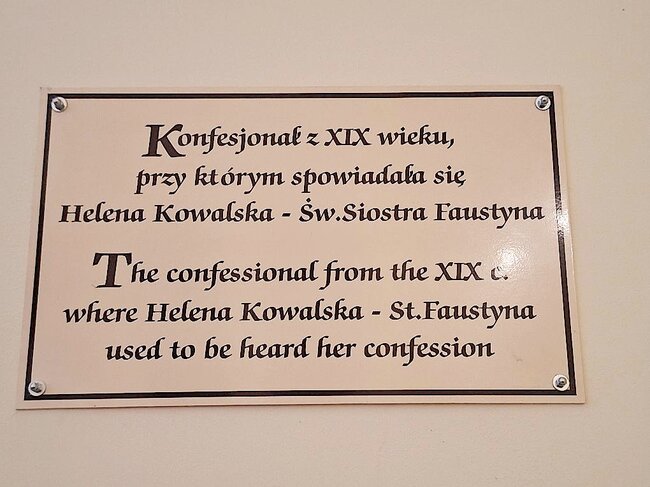 Konfesjonał z XIX wieku,
przy którym spowiadała się
Helena Kowalska - Św.Siostra Faustyna
The confessional from the XIX c.
where Helena Kowalska - St.Faustyna
used to be heard her confession